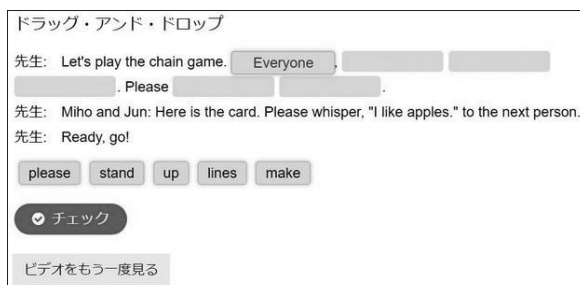 ドラッグ・アンド・ドロップ
先生: Let's play the chain game. Everyone ,
. Please .
先生: Miho and Jun: Here is the card. Please whisper, "I like apples." to the next person.
先生: Ready, go!
please stand up lines make
チェック
ビデオをもう一度見る